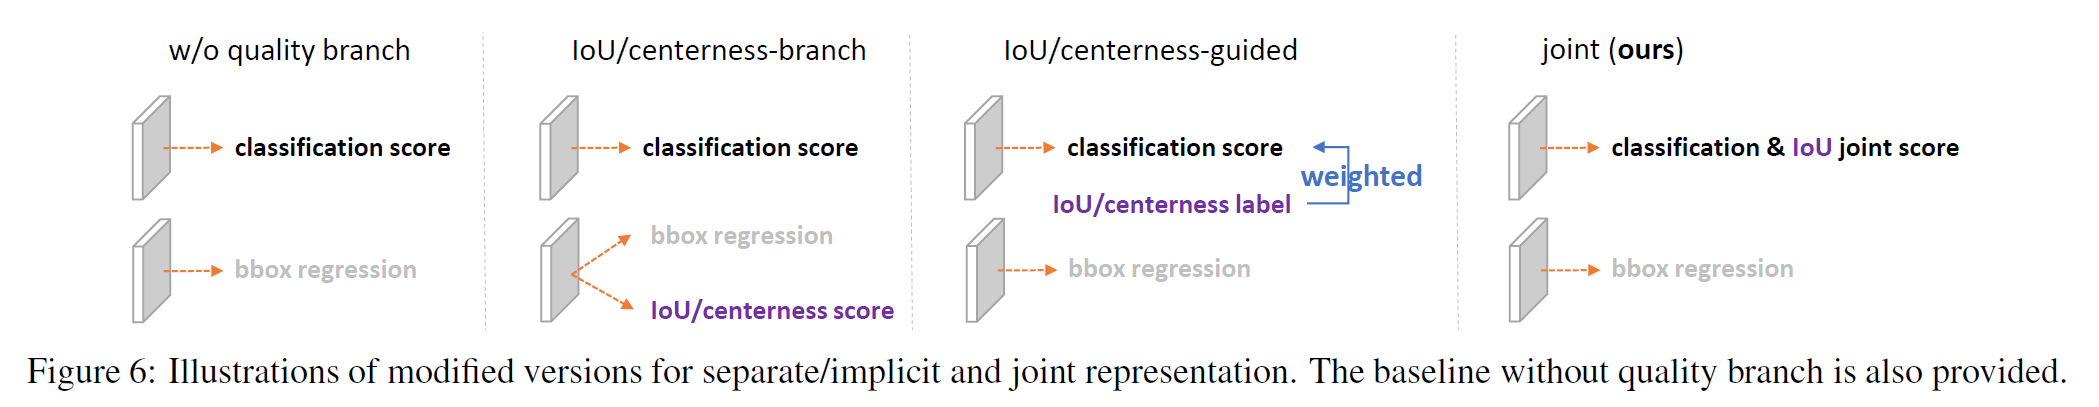 w/o quality branch
classification score
bbox regression
IoU/centerness-branch
classification score
bbox regression
IoU/centerness score
IoU/centerness-guided
classification score
weighted
IoU/centerness label
bbox regression
joint (ours)
classification & IoU joint score
bbox regression
Figure 6: Illustrations of modified versions for separate/implicit and joint representation. The baseline without quality branch is also provided.